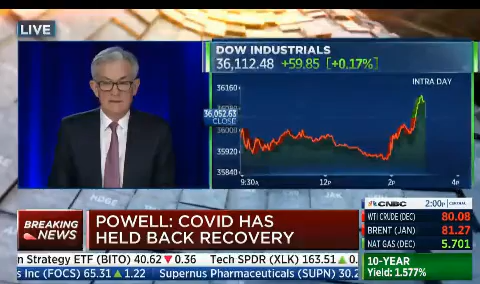 LIVE
DOW INDUSTRIALS
36,112.48 +59.85 [+0.17%]
INTRA DAY
36160
36,052.63
CLOSE
36000
35920
35840
9:30A 12P 2P 4P
CNBC 2:00P CENTRAL
BREAKING
NEWS
POWELL: COVID HAS
HELD BACK RECOVERY
WTI CRUDE (DEC) 80.08
BRENT (JAN) 81.27
NAT GAS (DEC) 5.701
10-YEAR
Yield: 1.577%
n Strategy ETF (BITO) 40.62 ▼ 0.36 Tech SPDR (XLK) 163.51 ▲ 0.
s Inc (FOCS) 65.31 ▲ 1.22 Supernus Pharmaceuticals (SUPN) 30.2